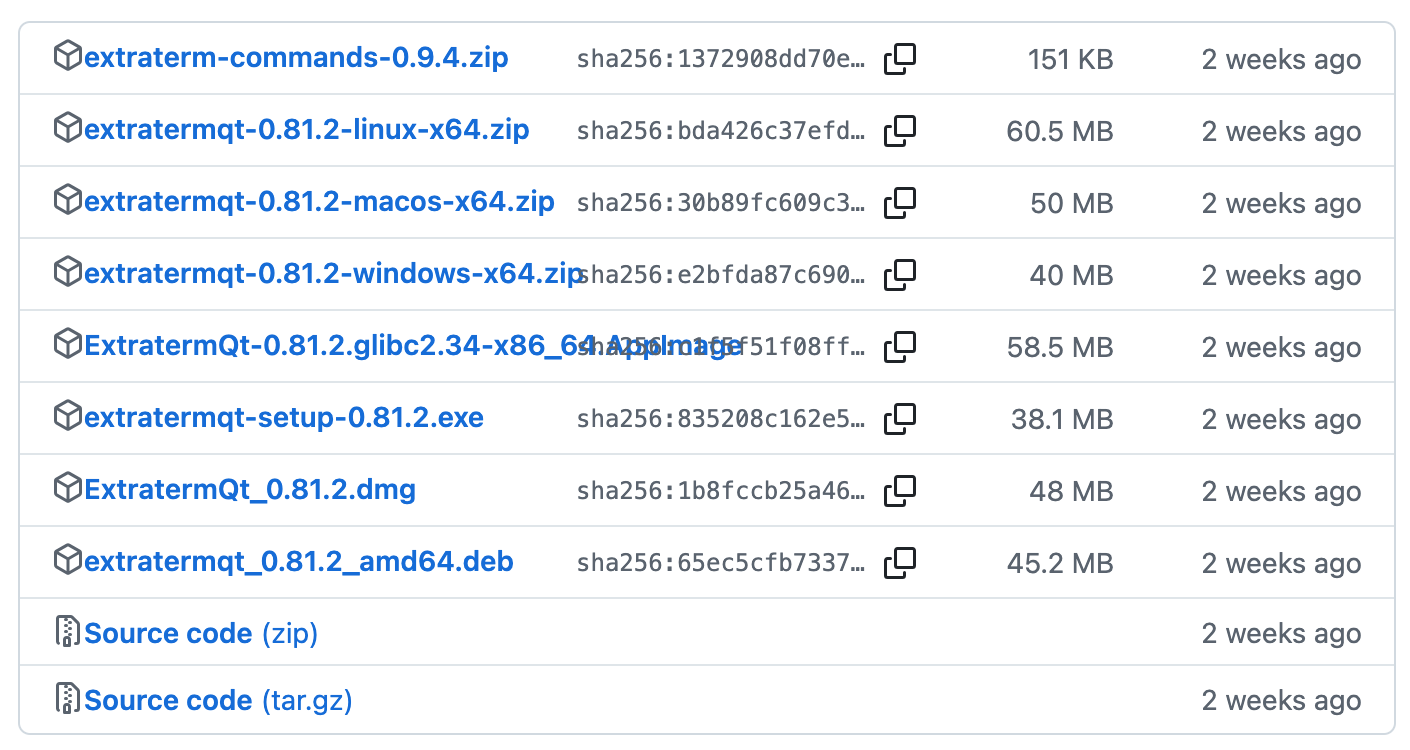 extraterm-commands-0.9.4.zip sha256:1372908dd70e… 151 KB 2 weeks ago
extratermqt-0.81.2-linux-x64.zip sha256:bda426c37efd… 60.5 MB 2 weeks ago
extratermqt-0.81.2-macos-x64.zip sha256:30b89fc609c3… 50 MB 2 weeks ago
extratermqt-0.81.2-windows-x64.zip sha256:e2bfda87c690… 40 MB 2 weeks ago
ExtratermQt-0.81.2.glibc2.34-x86_64.AppImage 58.5 MB 2 weeks ago
extratermqt-setup-0.81.2.exe sha256:835208c162e5… 38.1 MB 2 weeks ago
ExtratermQt_0.81.2.dmg sha256:1b8fccb25a46… 48 MB 2 weeks ago
extratermqt_0.81.2_amd64.deb sha256:65ec5cfb7337… 45.2 MB 2 weeks ago
Source code (zip) 2 weeks ago
Source code (tar.gz) 2 weeks ago